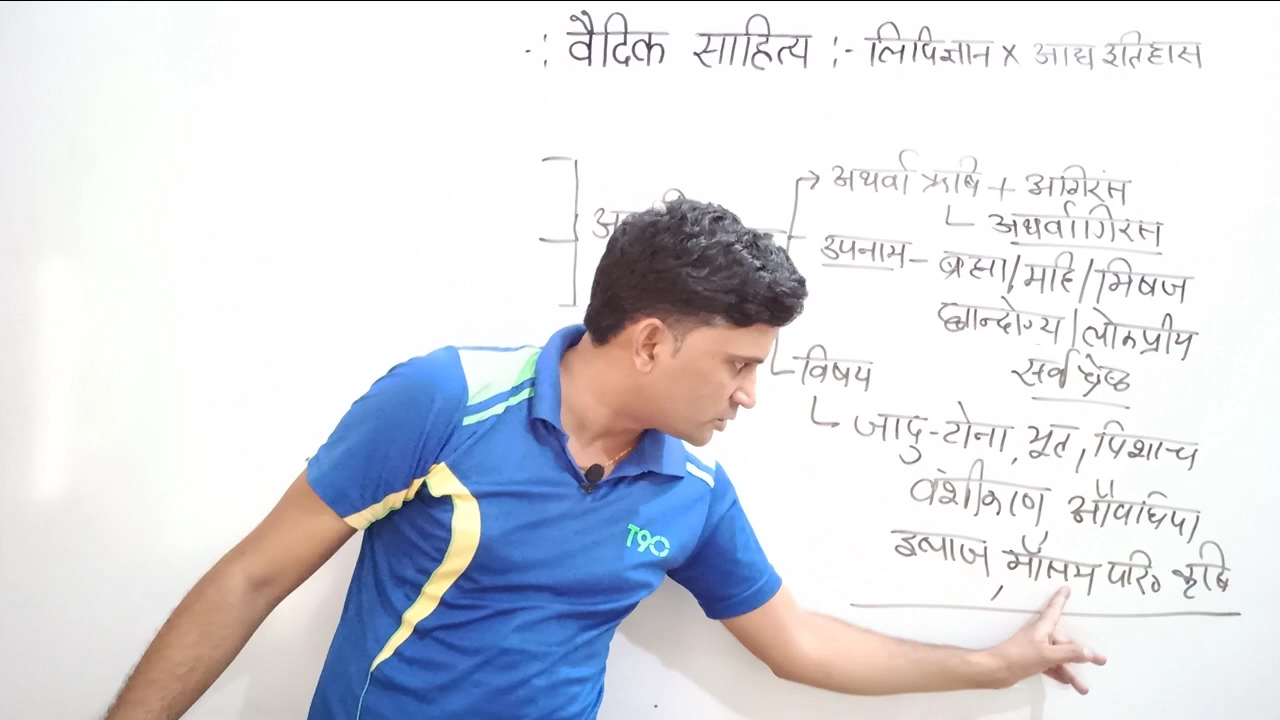 -: वैदिक साहित्य :- लिपिज्ञान × आद्य इतिहास
अथर्वा ऋषि + अंगिरस
अथर्वांगिरस
उपनाम - ब्रह्मा/महि/भिषज
छान्दोग्य/लोकप्रीय
सर्वश्रेष्ठ
विषय
जादु-टोना, भूत, पिशाच
वंशीकरण, औषधियां
इलाज, मौसम परि० कृषि
T90